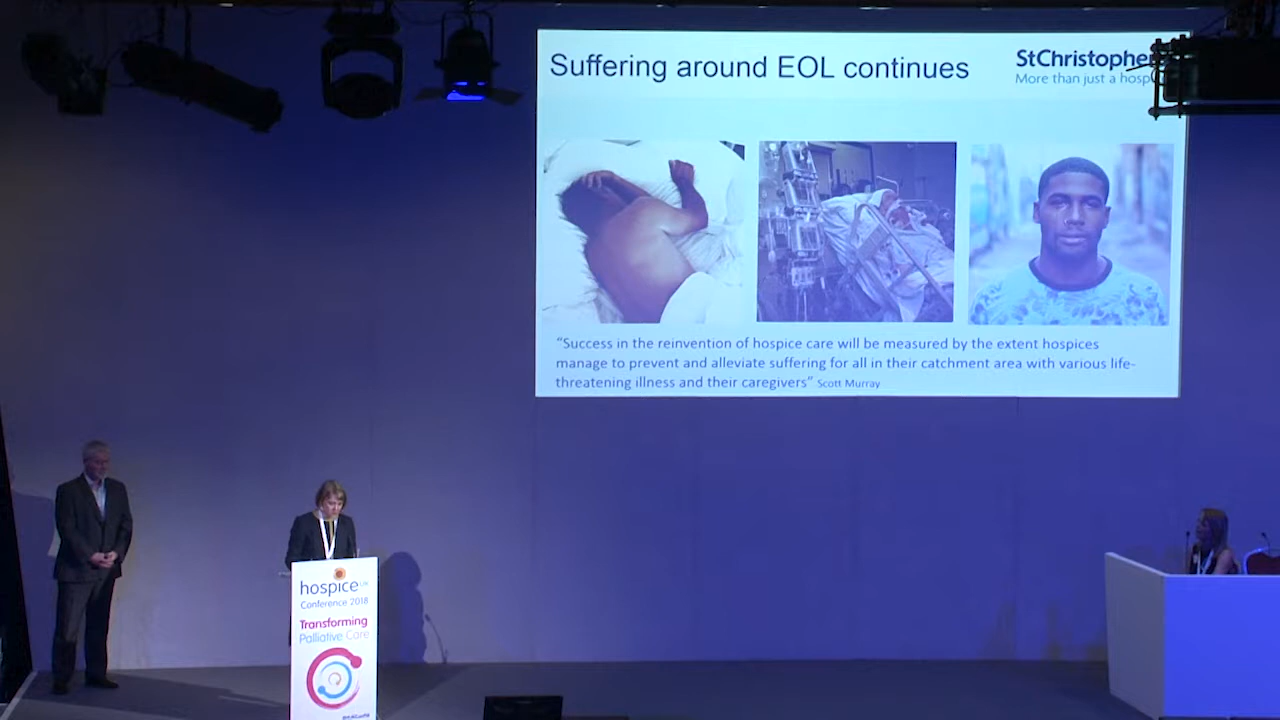 Suffering around EOL continues
StChristopher
More than just a hosp
“Success in the reinvention of hospice care will be measured by the extent hospices
manage to prevent and alleviate suffering for all in their catchment area with various life-
threatening illness and their caregivers” Scott Murray
hospice UK
Conference 2018
Transforming
Palliative Care